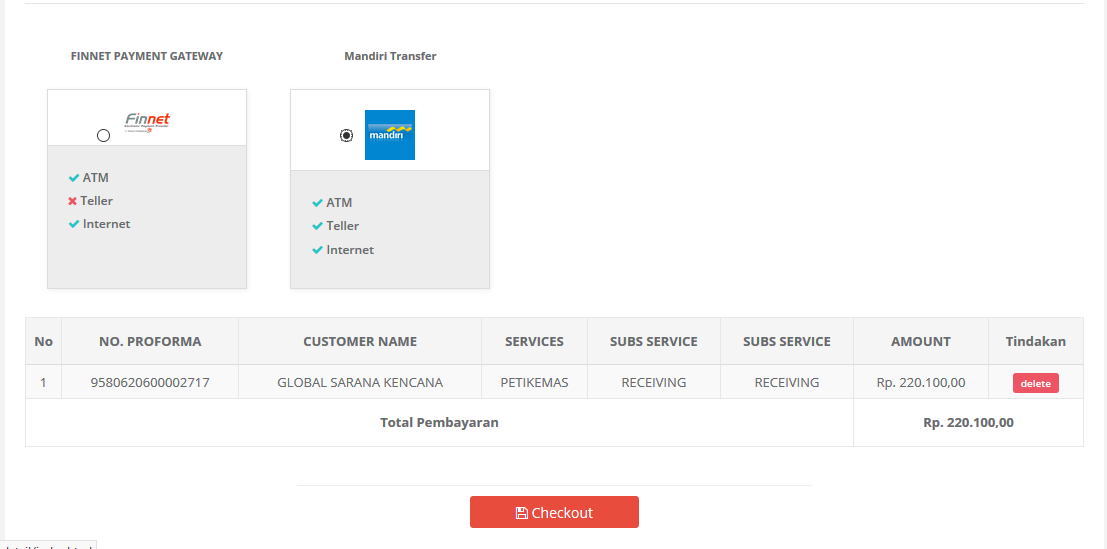 FINNET PAYMENT GATEWAY
Mandiri Transfer
Finnet
mandiri
ATM
Teller
Internet
ATM
Teller
Internet
No NO. PROFORMA CUSTOMER NAME SERVICES SUBS SERVICE SUBS SERVICE AMOUNT Tindakan
1 9580620600002717 GLOBAL SARANA KENCANA PETIKEMAS RECEIVING RECEIVING Rp. 220.100,00 delete
Total Pembayaran Rp. 220.100,00
Checkout